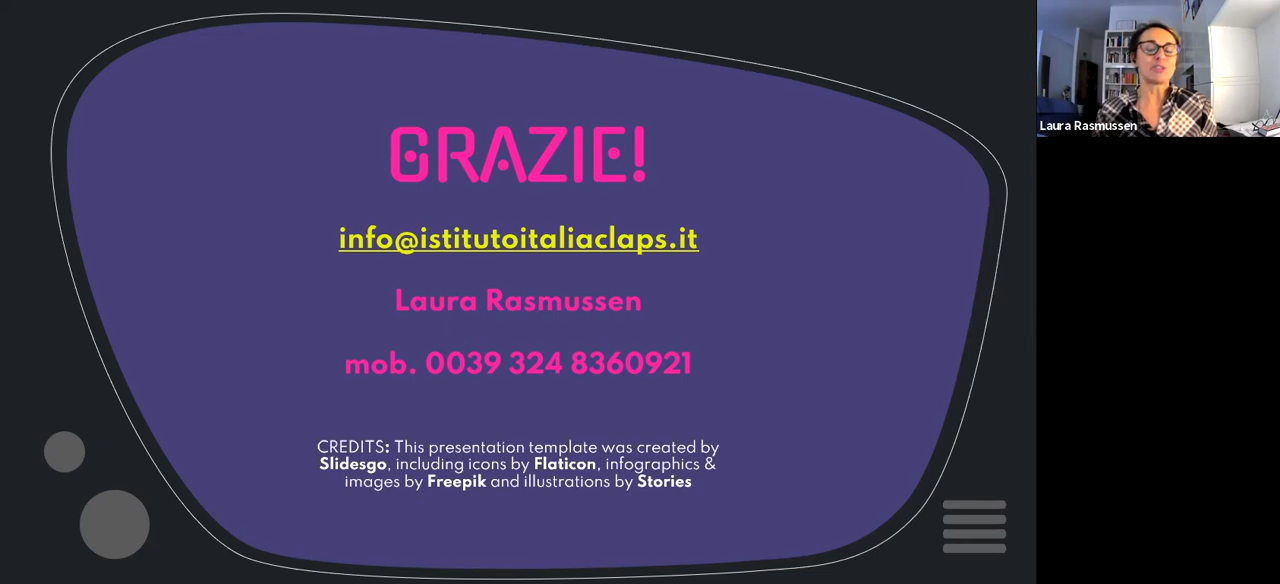 GRAZIE!
info@istitutoitaliaclaps.it
Laura Rasmussen
mob. 0039 324 8360921
CREDITS: This presentation template was created by
Slidesgo, including icons by Flaticon, infographics &
images by Freepik and illustrations by Stories
Laura Rasmussen